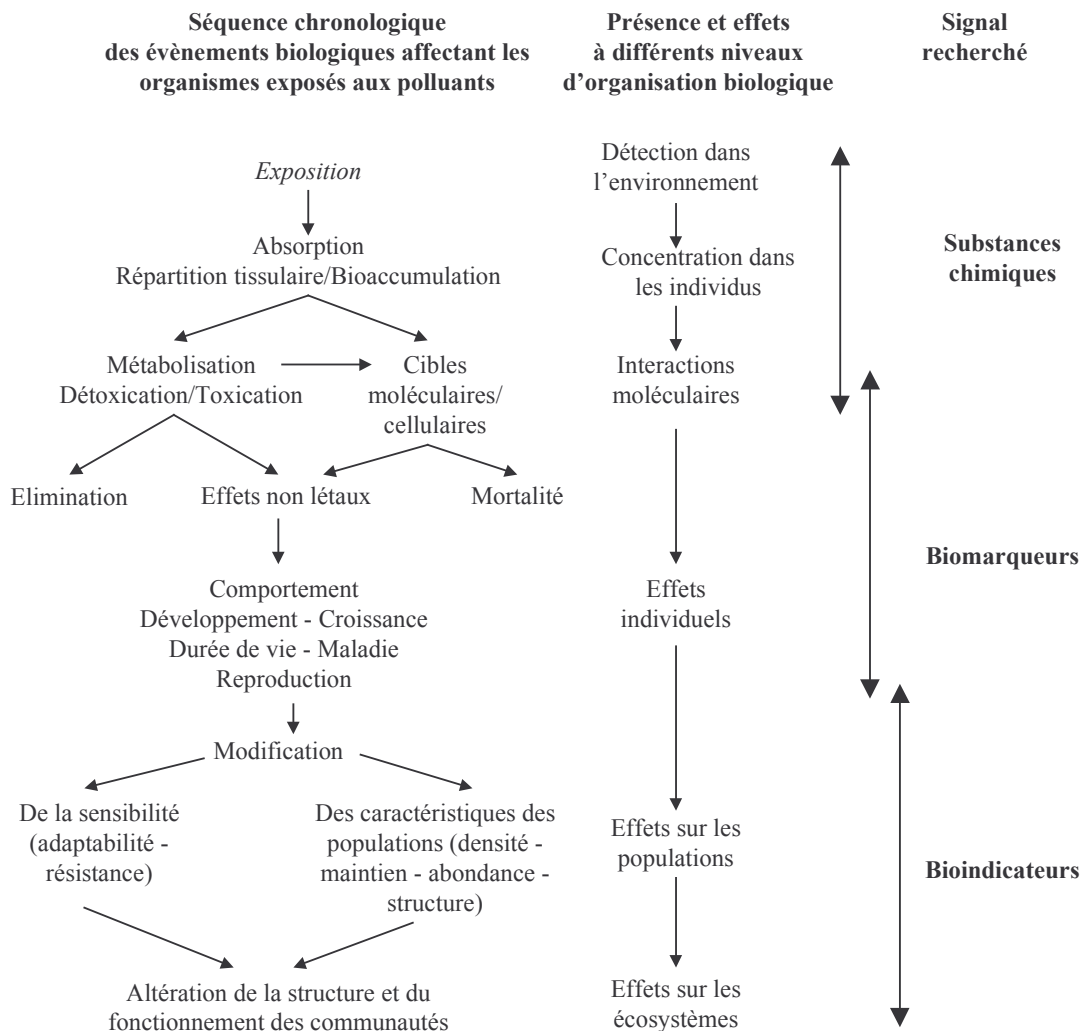 Séquence chronologique
des évènements biologiques affectant les
organismes exposés aux polluants
Présence et effets
à différents niveaux
d'organisation biologique
Signal
recherché
Exposition
Absorption
Répartition tissulaire/Bioaccumulation
Métabolisation
Détoxication/Toxication
Cibles
moléculaires/
cellulaires
Elimination
Effets non létaux
Mortalité
Comportement
Développement - Croissance
Durée de vie - Maladie
Reproduction
Modification
De la sensibilité
(adaptabilité -
résistance)
Des caractéristiques des
populations (densité -
maintien - abondance -
structure)
Altération de la structure et du
fonctionnement des communautés
Détection dans
l'environnement
Concentration dans
les individus
Interactions
moléculaires
Effets
individuels
Effets sur les
populations
Effets sur les
écosystèmes
Substances
chimiques
Biomarqueurs
Bioindicateurs